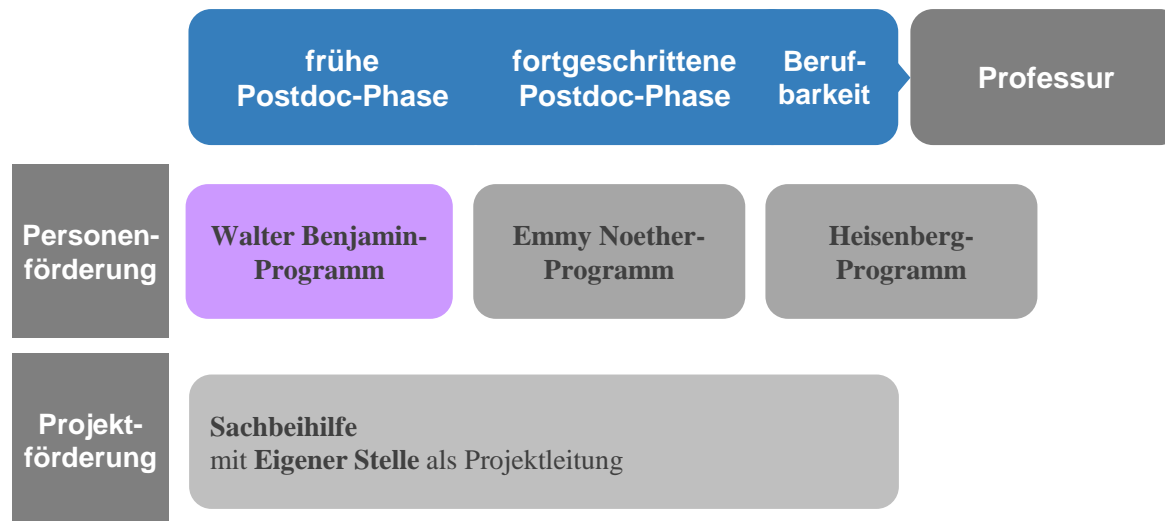 frühe
Postdoc-Phase
fortgeschrittene
Postdoc-Phase
Beruf-
barkeit
Professur
Personen-
förderung
Walter Benjamin-
Programm
Emmy Noether-
Programm
Heisenberg-
Programm
Projekt-
förderung
Sachbeihilfe
mit Eigener Stelle als Projektleitung